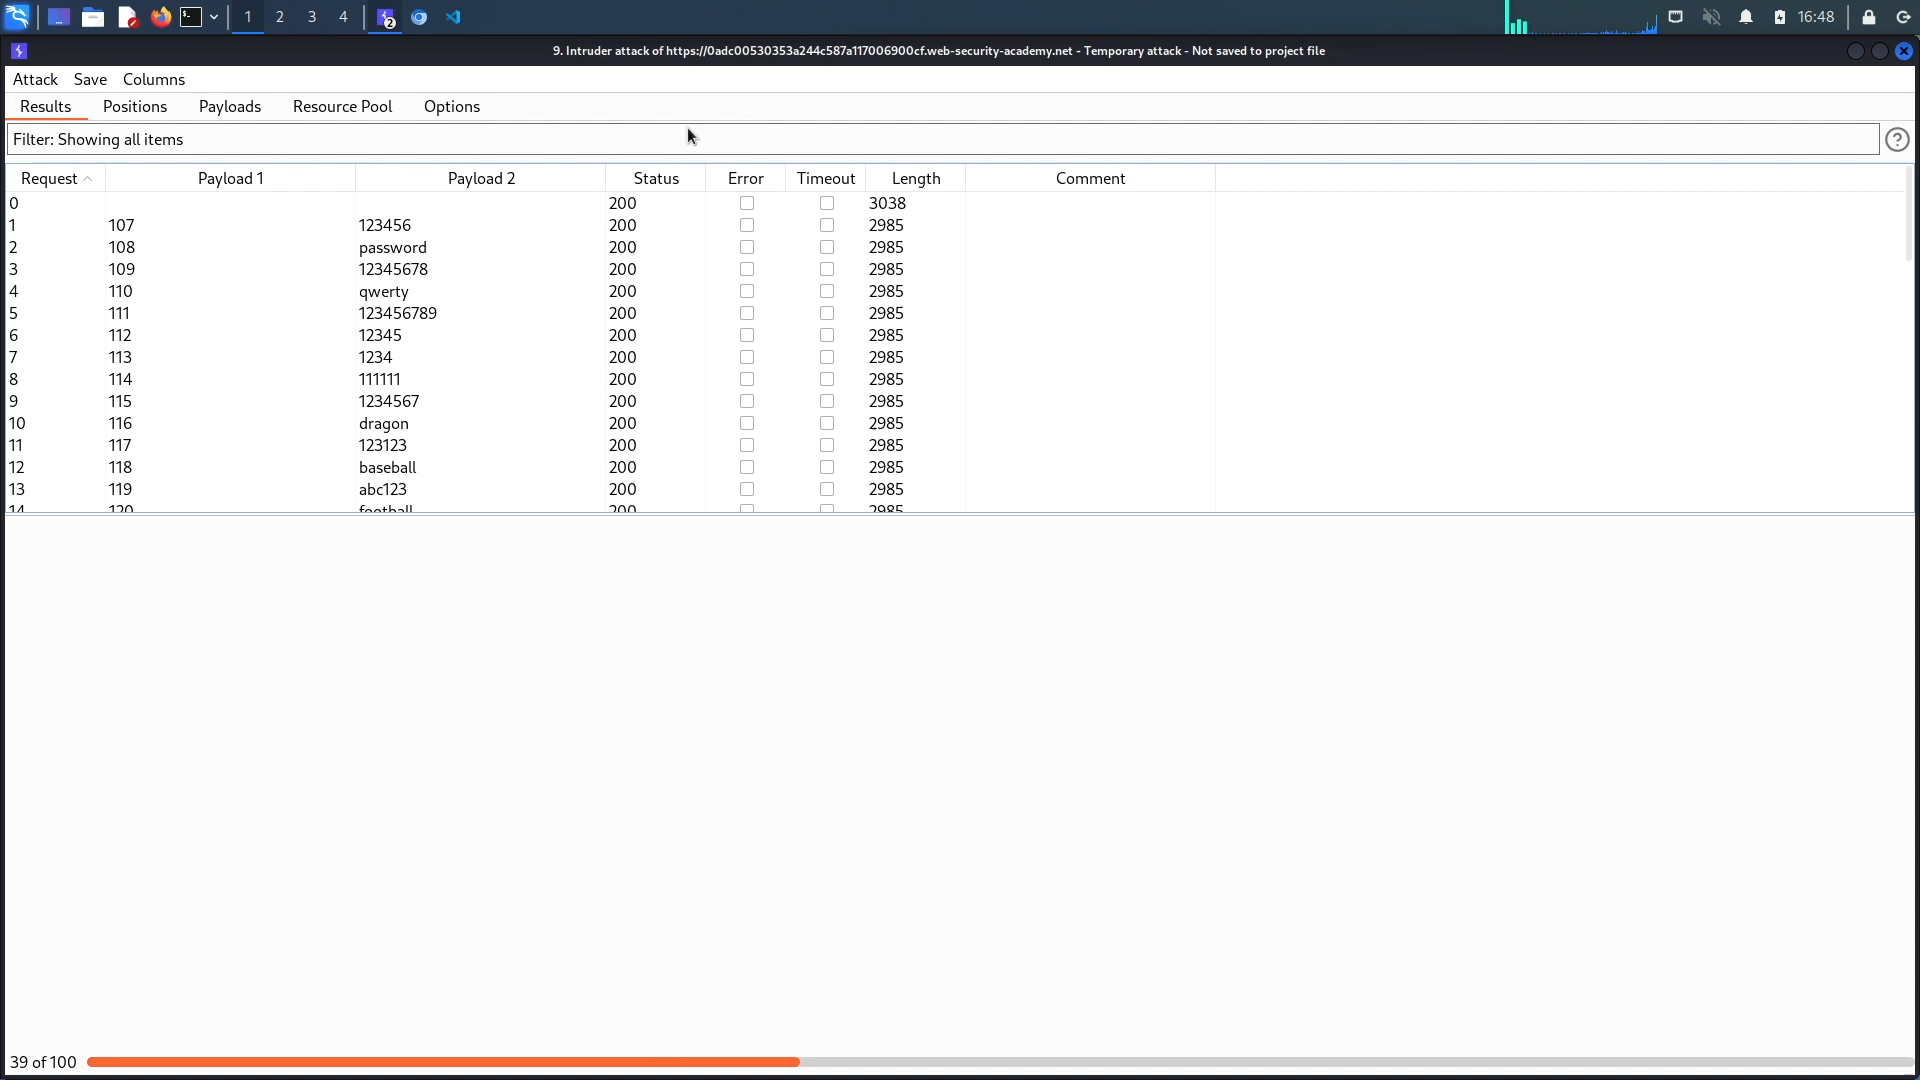 1 2 3 4 2 16:48
9. Intruder attack of https://0adc00530353a244c587a117006900cf.web-security-academy.net - Temporary attack - Not saved to project file
Attack Save Columns
Results Positions Payloads Resource Pool Options
Filter: Showing all items ?
Request Payload 1 Payload 2 Status Error Timeout Length Comment
0 200 3038
1 107 123456 200 2985
2 108 password 200 2985
3 109 12345678 200 2985
4 110 qwerty 200 2985
5 111 123456789 200 2985
6 112 12345 200 2985
7 113 1234 200 2985
8 114 111111 200 2985
9 115 1234567 200 2985
10 116 dragon 200 2985
11 117 123123 200 2985
12 118 baseball 200 2985
13 119 abc123 200 2985
14 120 football 200 2985
39 of 100